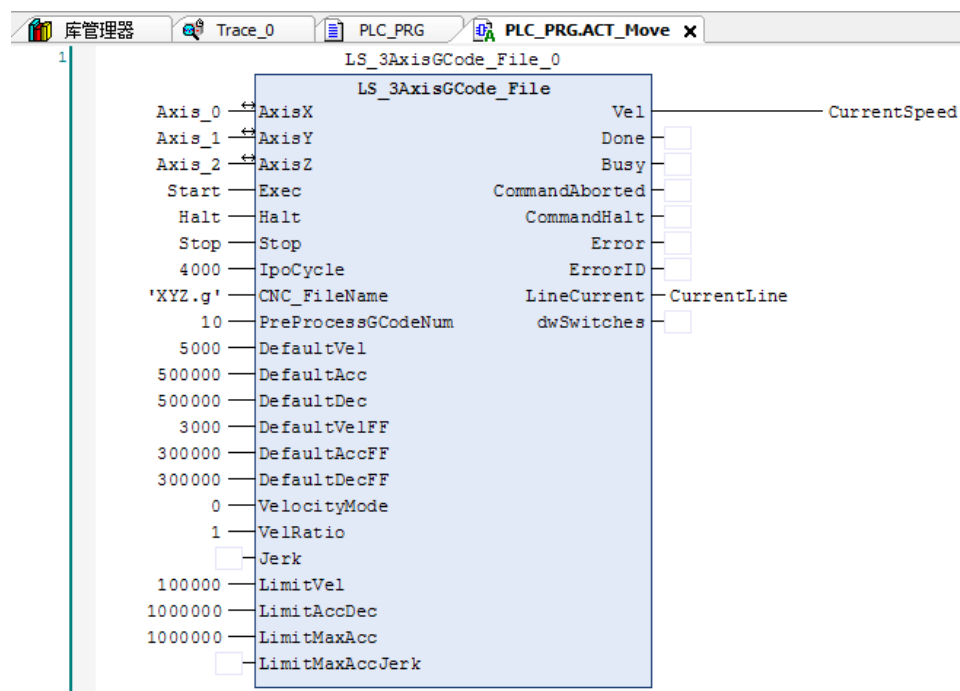 库管理器 Trace_0 PLC_PRG PLC_PRG.ACT_Move x
1 LS_3AxisGCode_File_0
LS_3AxisGCode_File
Axis_0 AxisX Vel CurrentSpeed
Axis_1 AxisY Done
Axis_2 AxisZ Busy
Start Exec CommandAborted
Halt Halt CommandHalt
Stop Stop Error
4000 IpoCycle ErrorID
'XYZ.g' CNC_FileName LineCurrent CurrentLine
10 PreProcessGCodeNum dwSwitches
5000 DefaultVel
500000 DefaultAcc
500000 DefaultDec
3000 DefaultVelFF
300000 DefaultAccFF
300000 DefaultDecFF
0 VelocityMode
1 VelRatio
Jerk
100000 LimitVel
1000000 LimitAccDec
1000000 LimitMaxAcc
LimitMaxAccJerk